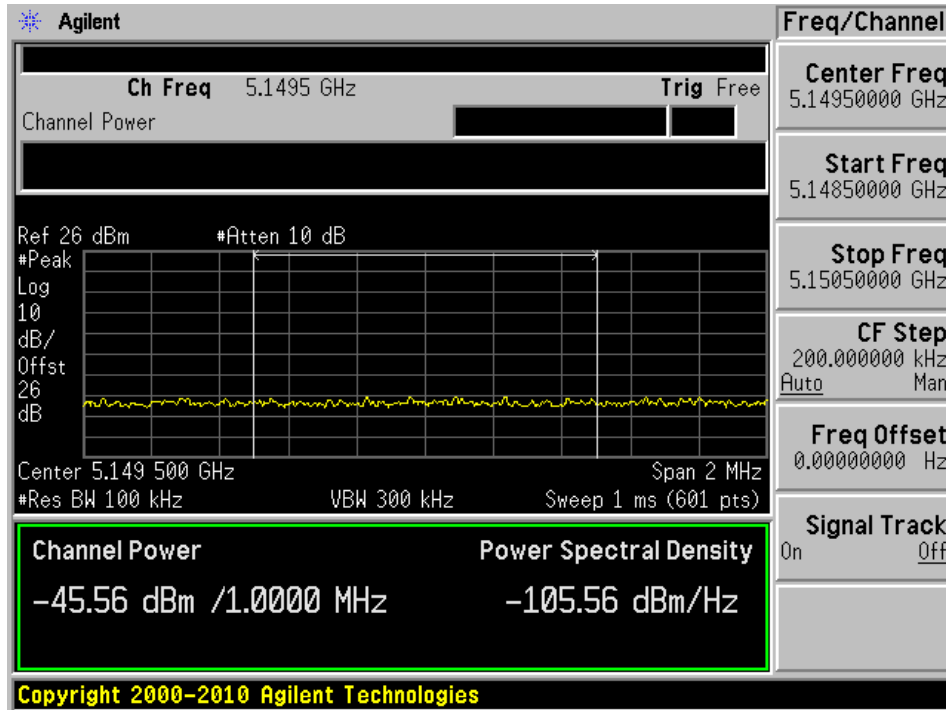 Agilent
Freq/Channel
Ch Freq 5.1495 GHz Trig Free
Channel Power
Center Freq
5.14950000 GHz
Start Freq
5.14850000 GHz
Stop Freq
5.15050000 GHz
CF Step
200.000000 kHz
Auto Man
Freq Offset
0.00000000 Hz
Signal Track
On Off
Ref 26 dBm #Atten 10 dB
#Peak
Log
10
dB/
Offst
26
dB
Center 5.149 500 GHz Span 2 MHz
#Res BW 100 kHz VBW 300 kHz Sweep 1 ms (601 pts)
Channel Power Power Spectral Density
-45.56 dBm /1.0000 MHz -105.56 dBm/Hz
Copyright 2000-2010 Agilent Technologies